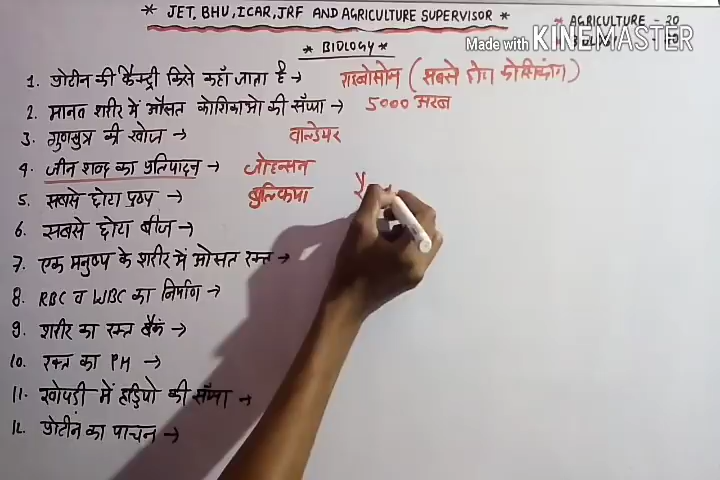 * JET, BHU, ICAR, JRF AND AGRICULTURE SUPERVISOR *
* AGRICULTURE - 20
Made with KINEMASTER
* BIOLOGY *
1. प्रोटीन की फैक्ट्री किसे कहाँ जाता है → राइबोसोम (सबसे छोटा कोशिकांग)
2. मानव शरीर में औसत कोशिकाओ की सँख्या → 5000 अरब
3. गुणसुत्र की खोज → वाल्डेयर
4. जीन शब्द का प्रतिपादन → जोहन्सन
5. सबसे छोटा पुष्प → वुल्फिया
6. सबसे छोटा बीज →
7. एक मनुष्य के शरीर में औसत रक्त →
8. RBC व WBC का निर्माण →
9. शरीर का रक्त बैंक →
10. रक्त का PH →
11. खोपड़ी में हड्डियो की सँख्या →
12. प्रोटीन का पाचन →